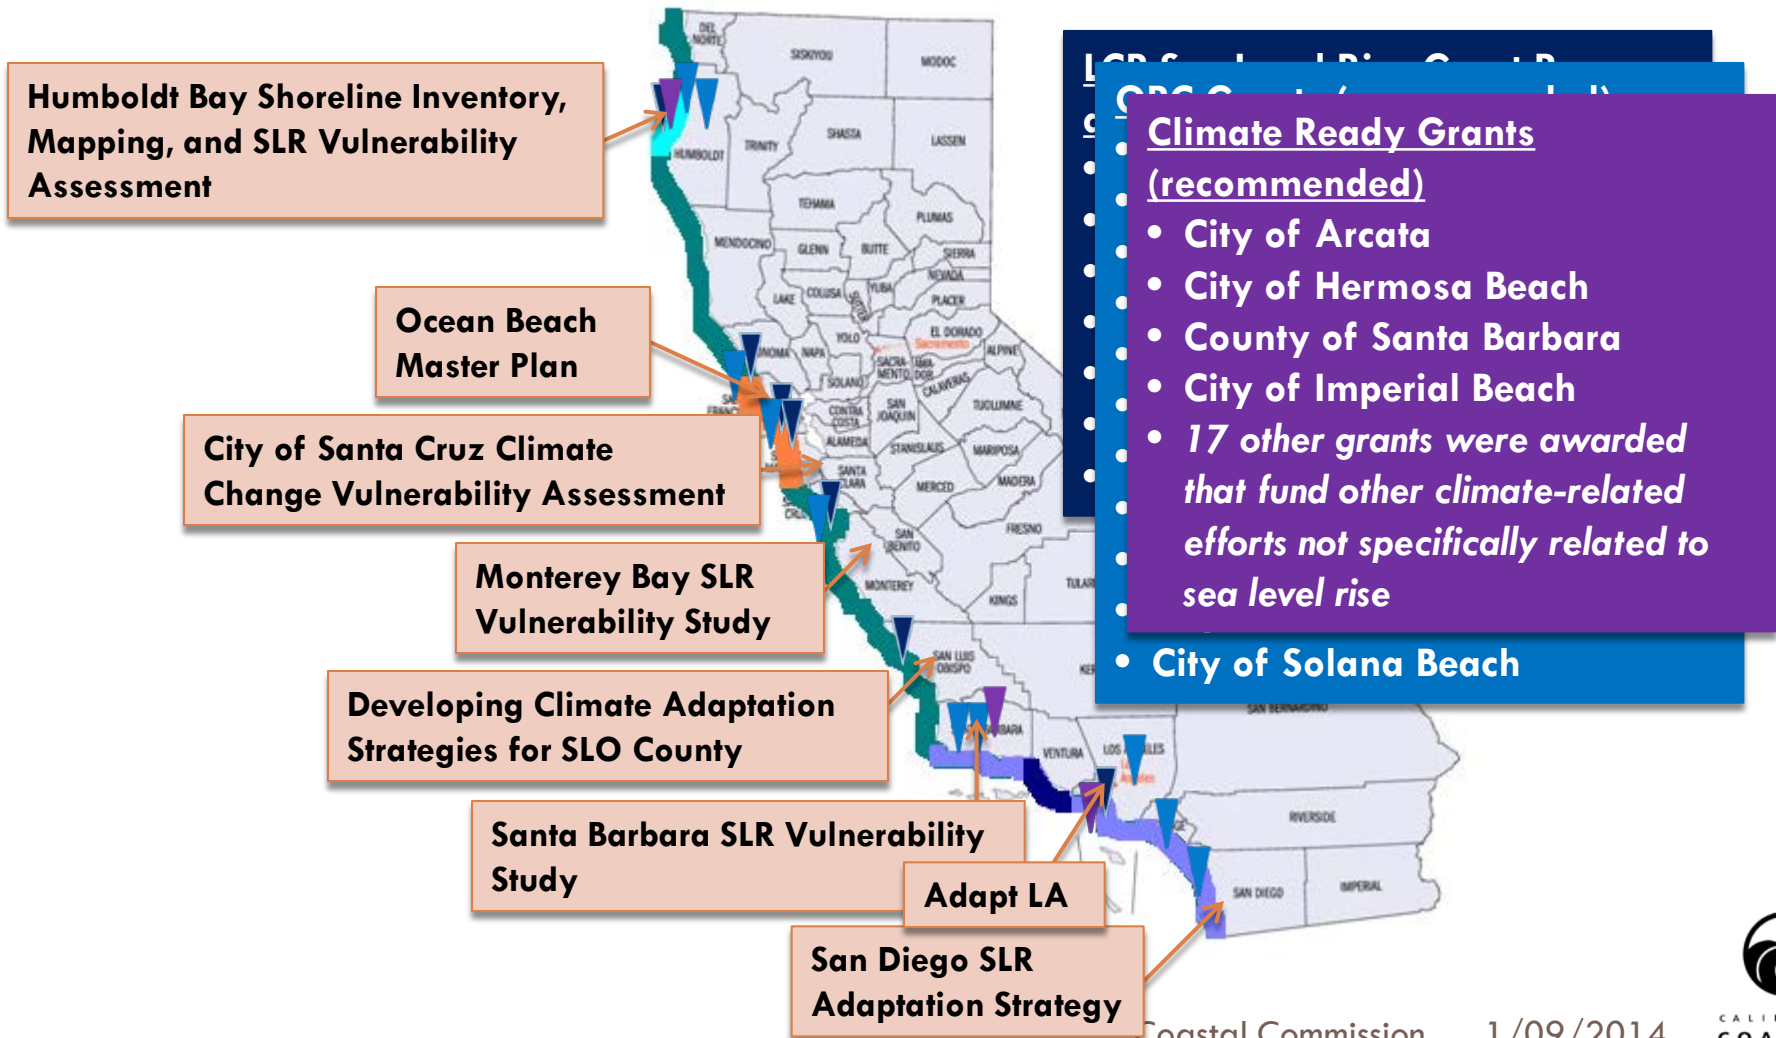 Humboldt Bay Shoreline Inventory,
Mapping, and SLR Vulnerability
Assessment
Ocean Beach
Master Plan
City of Santa Cruz Climate
Change Vulnerability Assessment
Monterey Bay SLR
Vulnerability Study
Developing Climate Adaptation
Strategies for SLO County
Santa Barbara SLR Vulnerability
Study
Adapt LA
San Diego SLR
Adaptation Strategy
Climate Ready Grants
(recommended)
• City of Arcata
• City of Hermosa Beach
• County of Santa Barbara
• City of Imperial Beach
• 17 other grants were awarded
that fund other climate-related
efforts not specifically related to
sea level rise
• City of Solana Beach
DEL
NORTE
SISKIYOU
MODOC
HUMBOLDT
TRINITY
SHASTA
LASSEN
TEHAMA
PLUMAS
MENDOCINO
GLENN
BUTTE
SIERRA
NEVADA
LAKE
COLUSA
SUTTER
YUBA
PLACER
YOLO
EL DORADO
Sacramento
ALPINE
NAPA
SACRA-
MENTO
SOLANO
CALAVERAS
TUOLUMNE
CONTRA
COSTA
SAN
JOAQUIN
ALAMEDA
STANISLAUS
MARIPOSA
SANTA
CLARA
MERCED
MADERA
SAN
BENITO
FRESNO
MONTEREY
KINGS
SAN LUIS
OBISPO
SAN BERNARDINO
VENTURA
RIVERSIDE
SAN DIEGO
IMPERIAL
Coastal Commission
1/09/2014